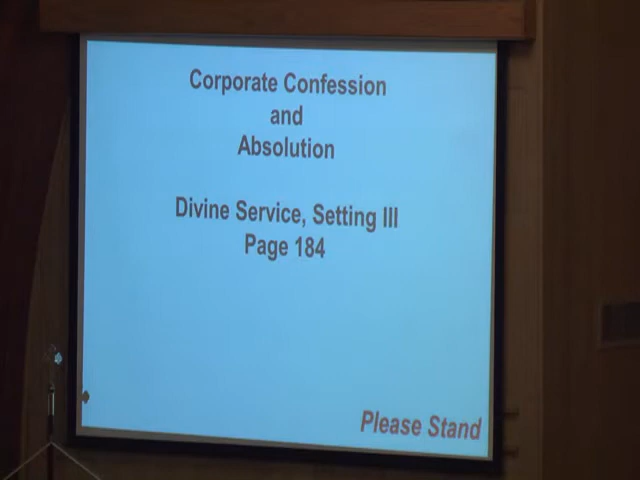 Corporate Confession
and
Absolution
Divine Service, Setting III
Page 184
Please Stand